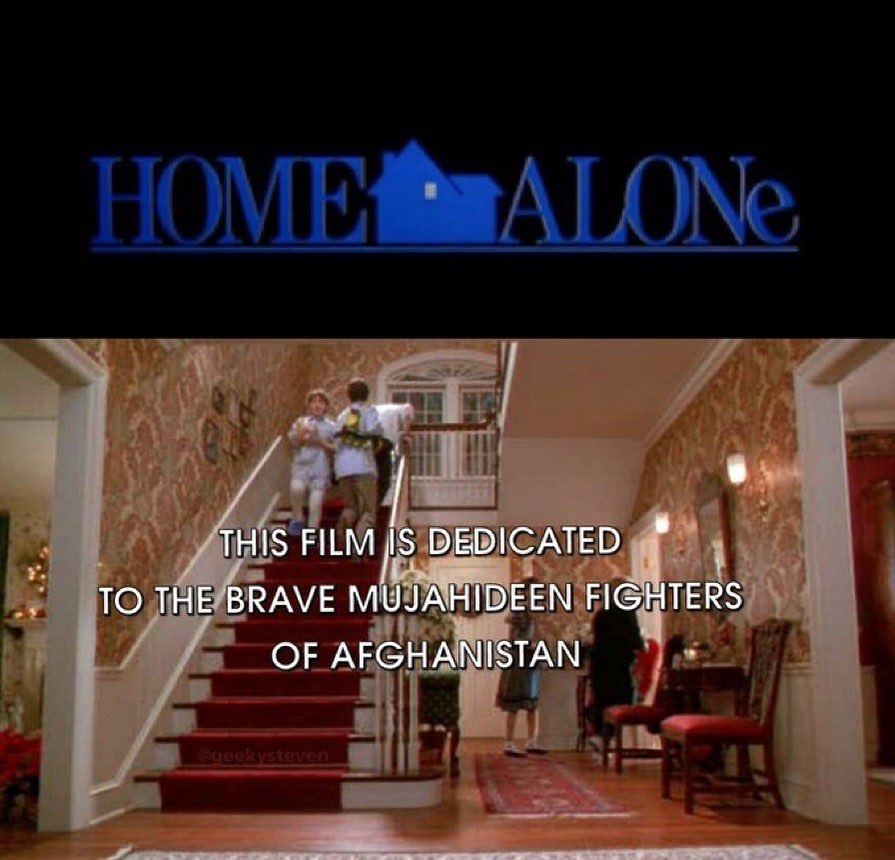 HOME ALONe
THIS FILM IS DEDICATED
TO THE BRAVE MUJAHIDEEN FIGHTERS
OF AFGHANISTAN
@geekysteven